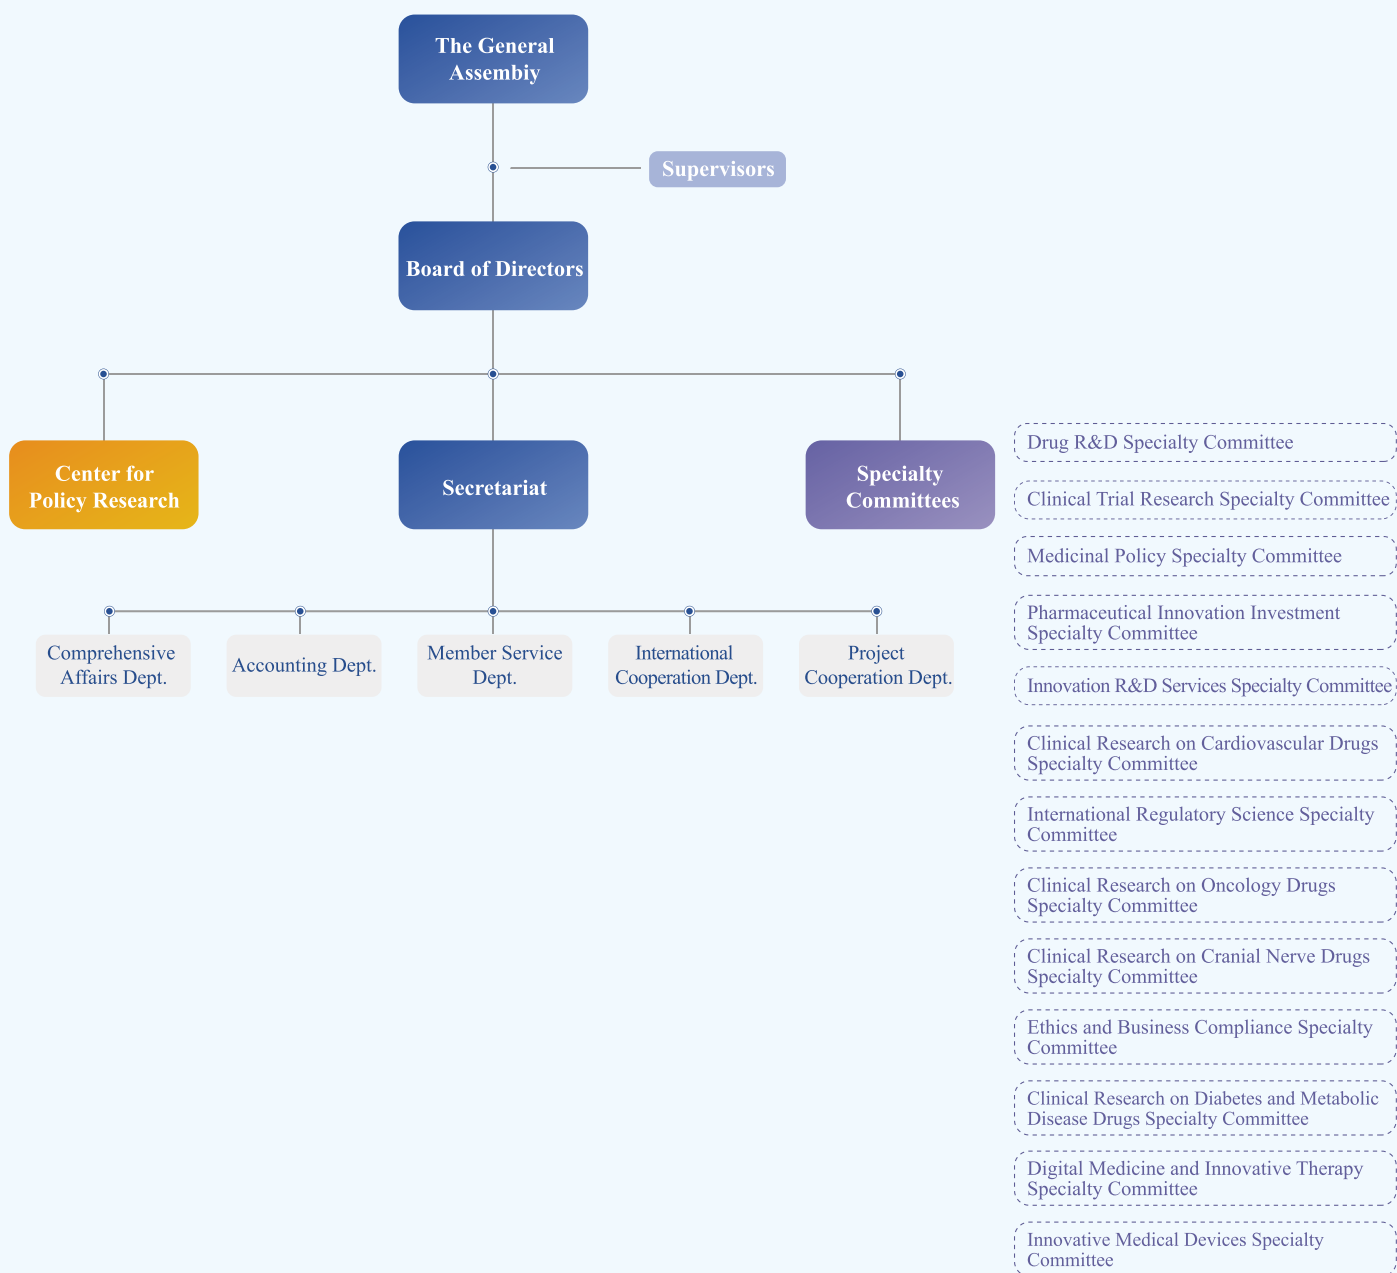 The General
Assembiy
Supervisors
Board of Directors
Center for
Policy Research
Secretariat
Specialty
Committees
Comprehensive
Affairs Dept.
Accounting Dept.
Member Service
Dept.
International
Cooperation Dept.
Project
Cooperation Dept.
Drug R&D Specialty Committee
Clinical Trial Research Specialty Committee
Medicinal Policy Specialty Committee
Pharmaceutical Innovation Investment
Specialty Committee
Innovation R&D Services Specialty Committee
Clinical Research on Cardiovascular Drugs
Specialty Committee
International Regulatory Science Specialty
Committee
Clinical Research on Oncology Drugs
Specialty Committee
Clinical Research on Cranial Nerve Drugs
Specialty Committee
Ethics and Business Compliance Specialty
Committee
Clinical Research on Diabetes and Metabolic
Disease Drugs Specialty Committee
Digital Medicine and Innovative Therapy
Specialty Committee
Innovative Medical Devices Specialty
Committee